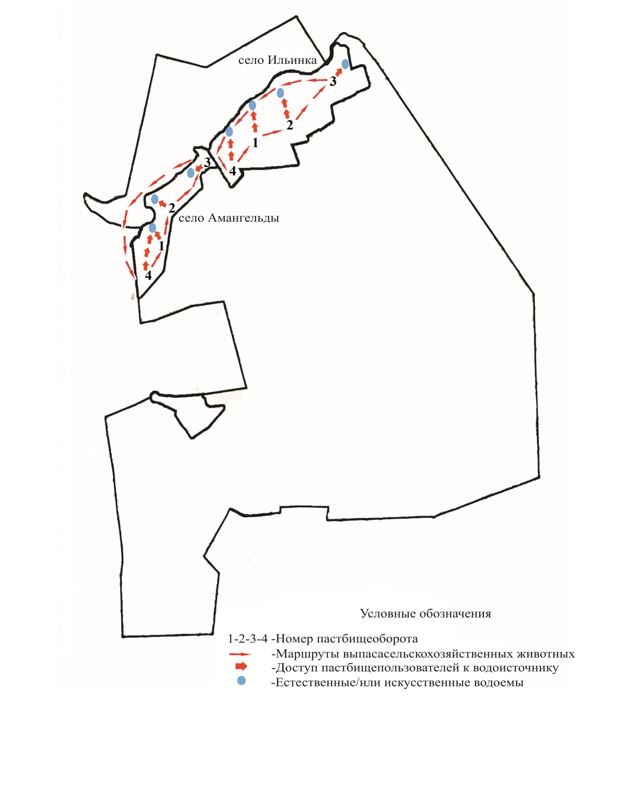 село Ильинка
3
2
1
4
3
2
село Амангельды
1
4
Условные обозначения
1-2-3-4 -Номер пастбищеоборота
-Маршруты выпасасельскохозяйственных животных
-Доступ пастбищепользователей к водоисточнику
-Естественные/или искусственные водоемы